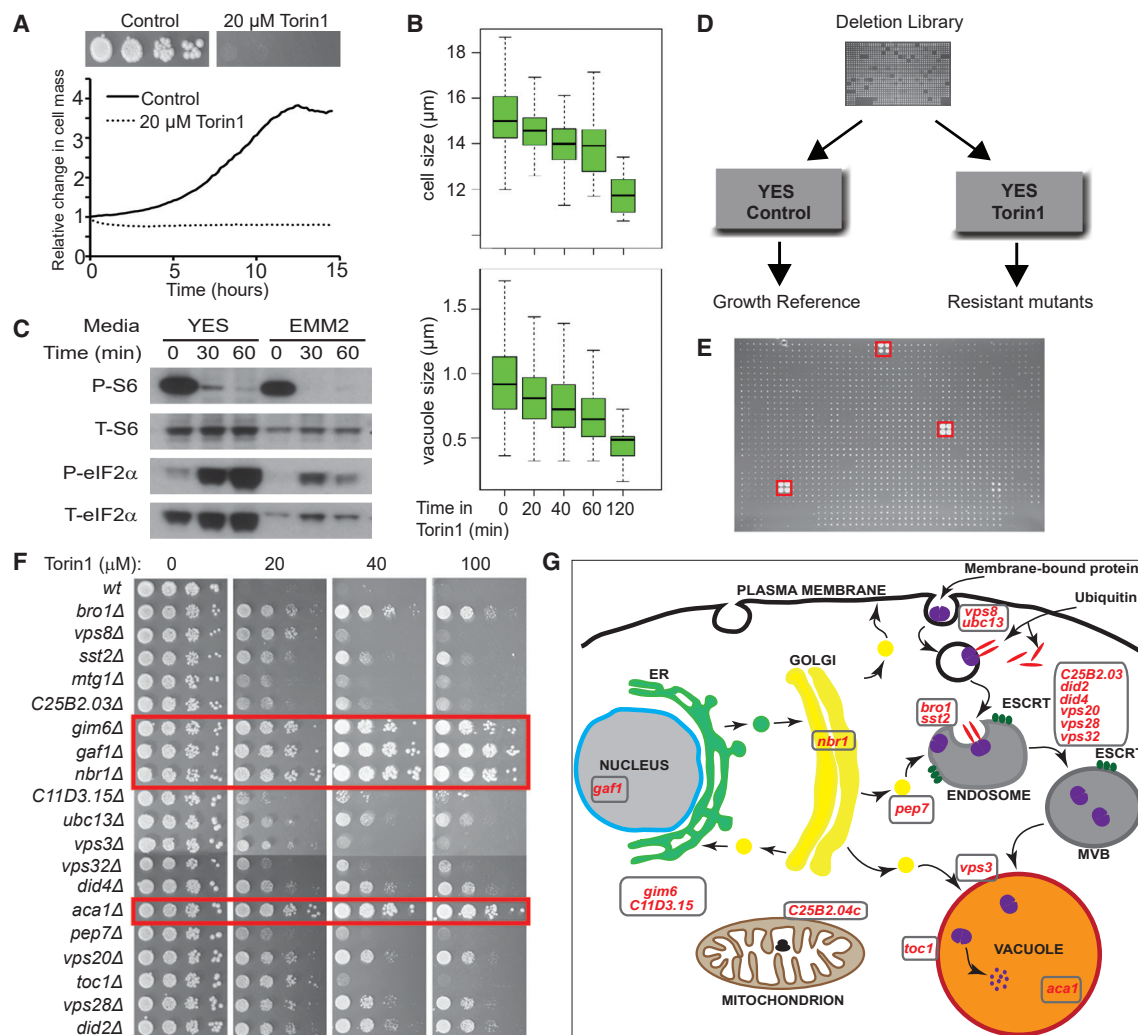 A
Control
20 µM Torin1
Relative change in cell mass
4
3
2
1
0
Control
20 µM Torin1
0
5
10
15
Time (hours)
B
cell size (µm)
18
16
14
12
vacuole size (µm)
1.5
1.0
0.5
Time in
Torin1 (min)
0 20 40 60 120
C
Media YES EMM2
Time (min) 0 30 60 0 30 60
P-S6
T-S6
P-eIF2α
T-eIF2α
D
Deletion Library
YES
Control
YES
Torin1
Growth Reference
Resistant mutants
E
F
Torin1 (µM): 0 20 40 100
wt
bro1Δ
vps8Δ
sst2Δ
mtg1Δ
C25B2.03Δ
gim6Δ
gaf1Δ
nbr1Δ
C11D3.15Δ
ubc13Δ
vps3Δ
vps32Δ
did4Δ
aca1Δ
pep7Δ
vps20Δ
toc1Δ
vps28Δ
did2Δ
G
PLASMA MEMBRANE
Membrane-bound protein
Ubiquitin
vps8
ubc13
GOLGI
ER
ESCRT
C25B2.03
did2
did4
vps20
vps28
vps32
bro1
sst2
nbr1
NUCLEUS
gaf1
ESCRT
ENDOSOME
pep7
MVB
gim6
C11D3.15
vps3
C25B2.04c
MITOCHRONDRION
toc1
VACUOLE
aca1